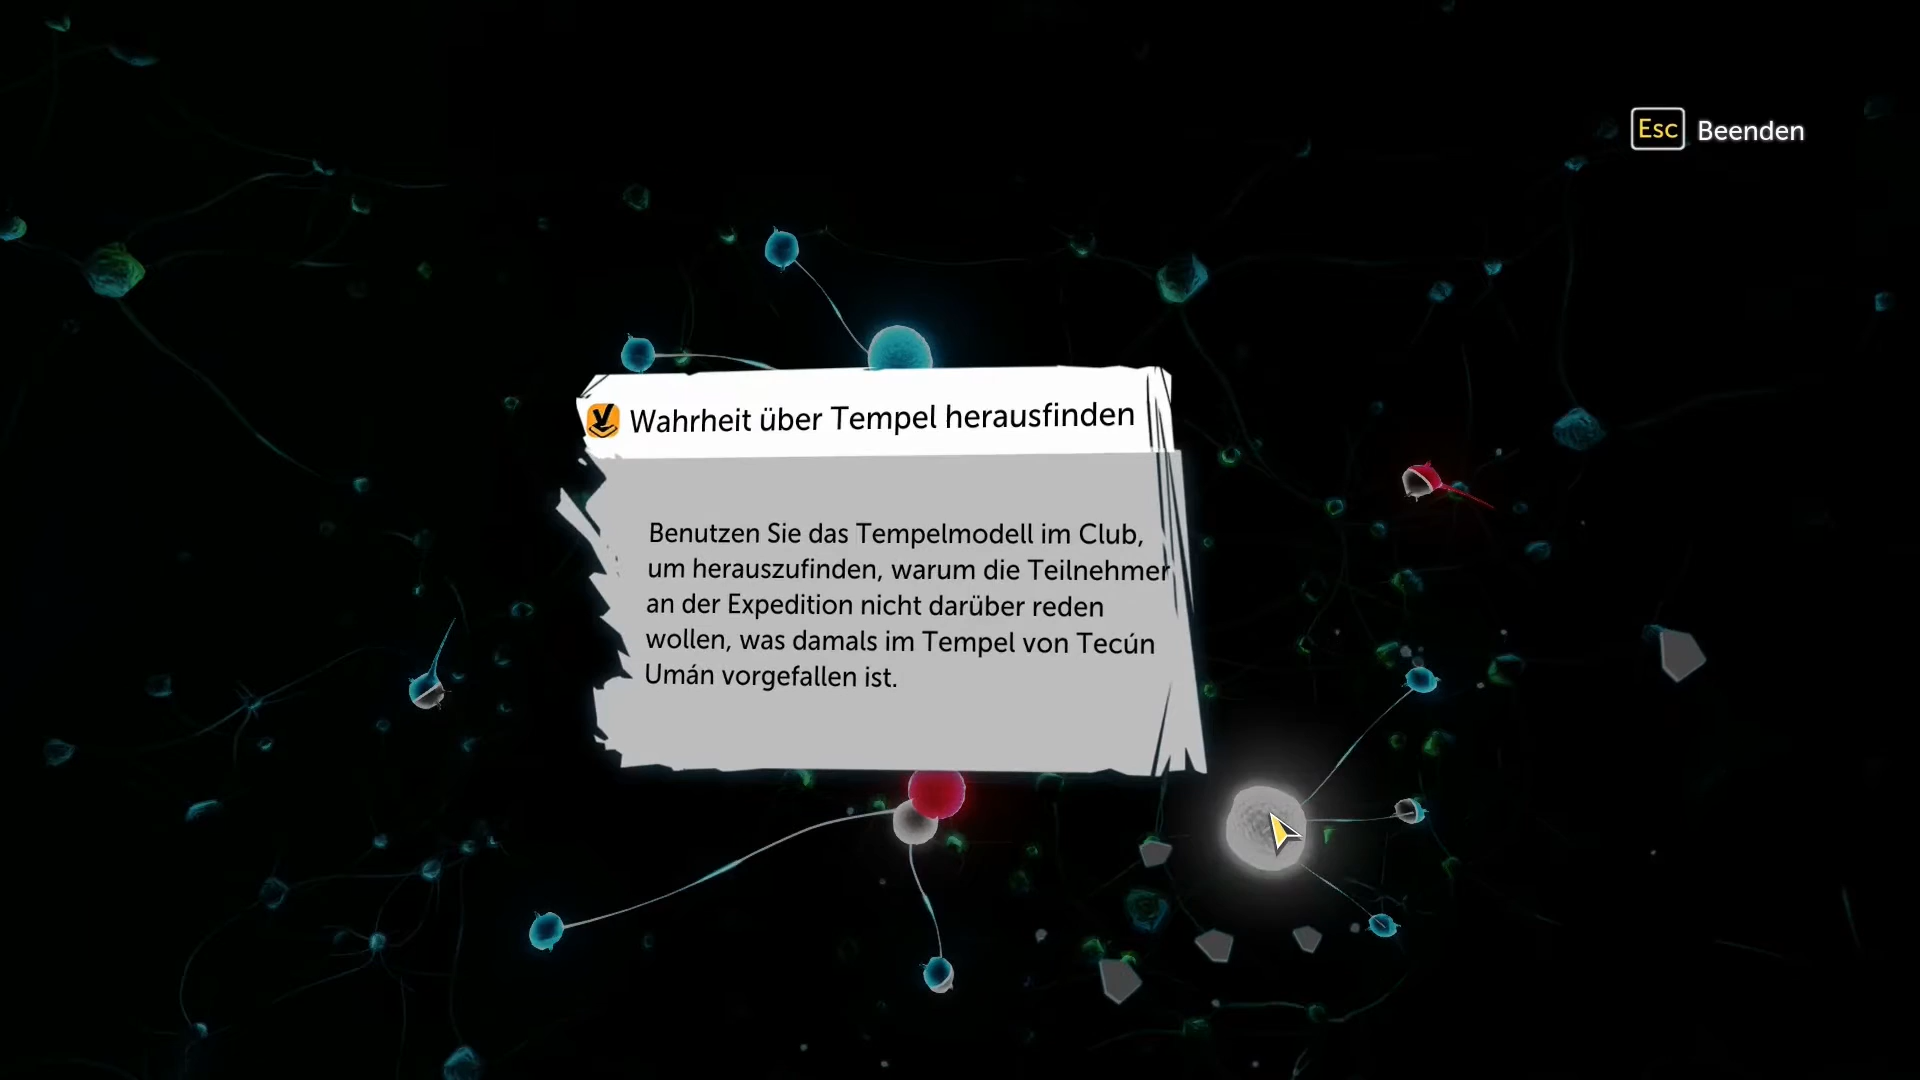 Esc Beenden
Wahrheit über Tempel herausfinden
Benutzen Sie das Tempelmodell im Club,
um herauszufinden, warum die Teilnehmer
an der Expedition nicht darüber reden
wollen, was damals im Tempel von Tecún
Umán vorgefallen ist.